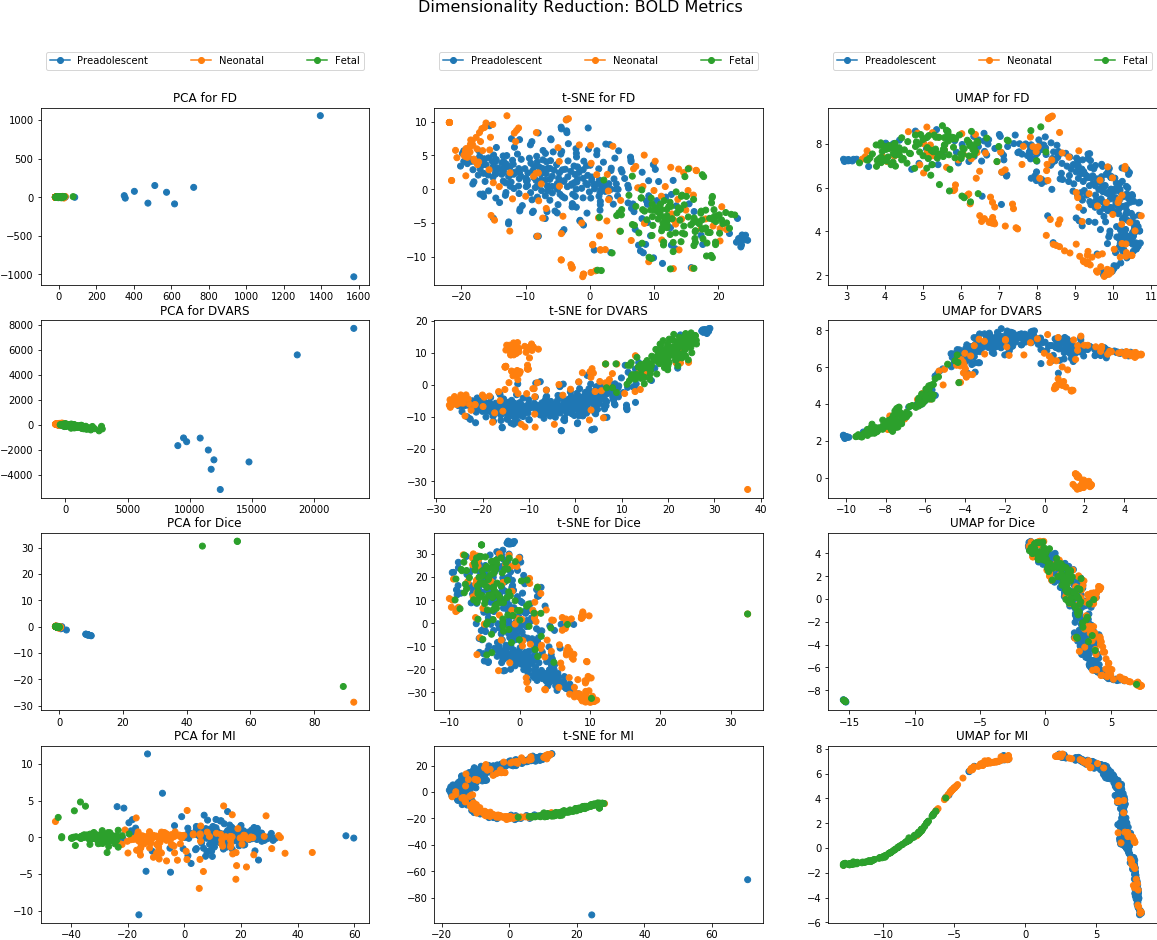 Dimensionality Reduction: BOLD Metrics
Preadolescent Neonatal Fetal
Preadolescent Neonatal Fetal
Preadolescent Neonatal Fetal
PCA for FD
1000
500
0
−500
−1000
0 200 400 600 800 1000 1200 1400 1600
t-SNE for FD
10
5
0
−5
−10
−20 −10 0 10 20
UMAP for FD
8
6
4
2
3 4 5 6 7 8 9 10 11
PCA for DVARS
8000
6000
4000
2000
0
−2000
−4000
0 5000 10000 15000 20000
t-SNE for DVARS
20
10
0
−10
−20
−30
−30 −20 −10 0 10 20 30 40
UMAP for DVARS
8
6
4
2
0
−10 −8 −6 −4 −2 0 2 4
PCA for Dice
30
20
10
0
−10
−20
−30
0 20 40 60 80
t-SNE for Dice
30
20
10
0
−10
−20
−30
−10 0 10 20 30
UMAP for Dice
4
2
0
−2
−4
−6
−8
−15 −10 −5 0 5
PCA for MI
10
5
0
−5
−10
−40 −20 0 20 40 60
t-SNE for MI
20
0
−20
−40
−60
−80
−20 0 20 40 60
UMAP for MI
8
6
4
2
0
−2
−4
−6
−10 −5 0 5